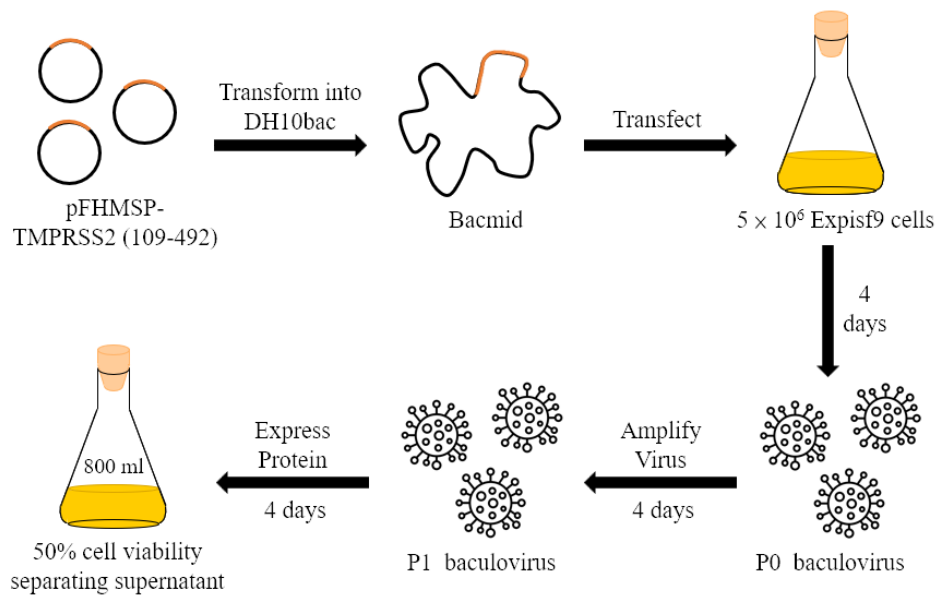 Transform into
DH10bac
Transfect
pFHMSP-
TMPRSS2 (109-492)
Bacmid
5 × 10⁶ Expisf9 cells
4
days
Amplify
Virus
4 days
P0 baculovirus
P1 baculovirus
Express
Protein
4 days
800 ml
50% cell viability
separating supernatant